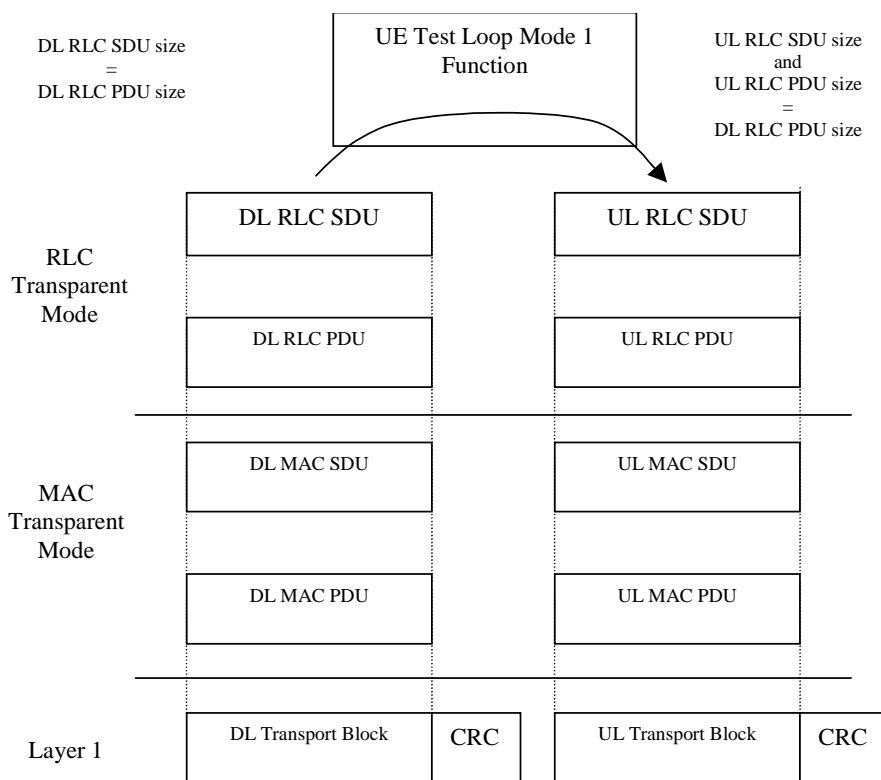 DL RLC SDU size
=
DL RLC PDU size
UE Test Loop Mode 1
Function
UL RLC SDU size
and
UL RLC PDU size
=
DL RLC PDU size
RLC
Transparent
Mode
DL RLC SDU
UL RLC SDU
DL RLC PDU
UL RLC PDU
MAC
Transparent
Mode
DL MAC SDU
UL MAC SDU
DL MAC PDU
UL MAC PDU
Layer 1
DL Transport Block
CRC
UL Transport Block
CRC